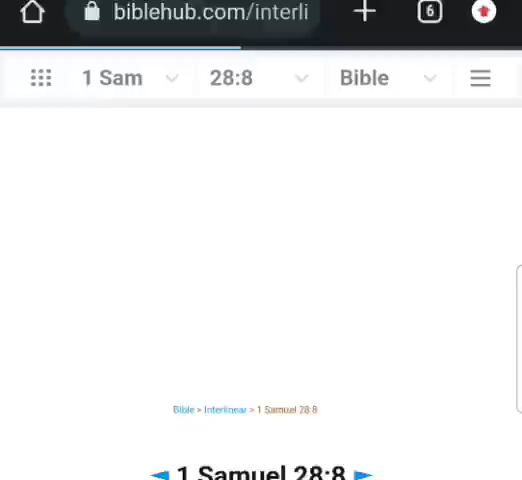 biblehub.com/interli 6
1 Sam 28:8 Bible
Bible > Interlinear > 1 Samuel 28:8
◄ 1 Samuel 28:8 ►